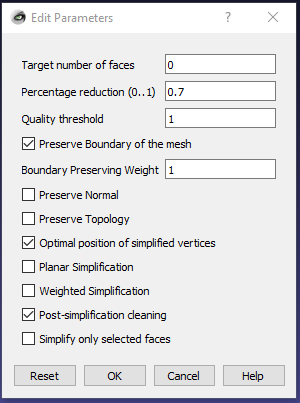 Edit Parameters ?
Target number of faces 0
Percentage reduction (0..1) 0.7
Quality threshold 1
Preserve Boundary of the mesh
Boundary Preserving Weight 1
Preserve Normal
Preserve Topology
Optimal position of simplified vertices
Planar Simplification
Weighted Simplification
Post-simplification cleaning
Simplify only selected faces
Reset OK Cancel Help